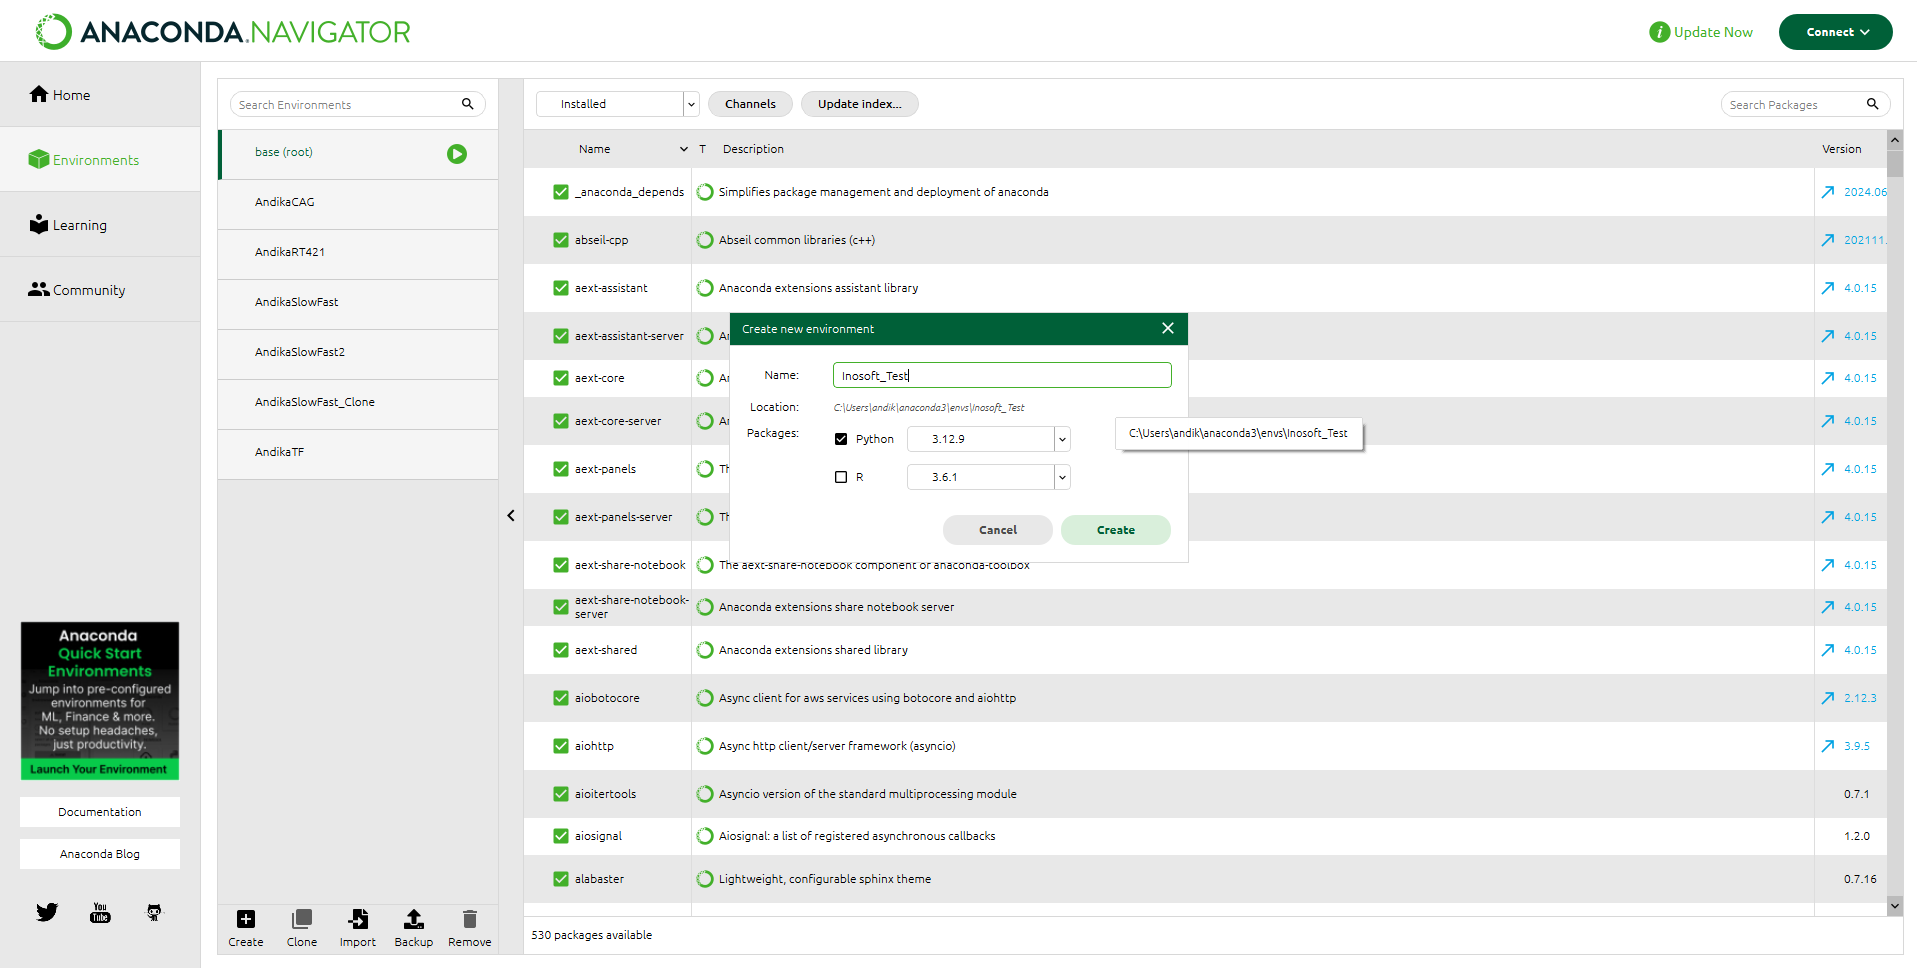 ANACONDA.NAVIGATOR
Update Now
Connect
Home
Environments
Learning
Community
Anaconda
Quick Start
Environments
Jump into pre-configured
environments for
ML, Finance & more.
No setup headaches,
just productivity.
Launch Your Environment
Documentation
Anaconda Blog
You
Tube
Search Environments
base (root)
AndikaCAG
AndikaRT421
AndikaSlowFast
AndikaSlowFast2
AndikaSlowFast_Clone
AndikaTF
Create
Clone
Import
Backup
Remove
Installed
Channels
Update index...
Search Packages
Name
T
Description
Version
_anaconda_depends
Simplifies package management and deployment of anaconda
2024.06
abseil-cpp
Abseil common libraries (c++)
202111.
aext-assistant
Anaconda extensions assistant library
4.0.15
aext-assistant-server
4.0.15
aext-core
4.0.15
aext-core-server
4.0.15
aext-panels
Th
4.0.15
aext-panels-server
Th
4.0.15
aext-share-notebook
The aext-share-notebook component of anaconda-toolbox
4.0.15
aext-share-notebook-
server
Anaconda extensions share notebook server
4.0.15
aext-shared
Anaconda extensions shared library
4.0.15
aiobotocore
Async client for aws services using botocore and aiohttp
2.12.3
aiohttp
Async http client/server framework (asyncio)
3.9.5
aioitertools
Asyncio version of the standard multiprocessing module
0.7.1
aiosignal
Aiosignal: a list of registered asynchronous callbacks
1.2.0
alabaster
Lightweight, configurable sphinx theme
0.7.16
530 packages available
Create new environment
Name:
Inosoft_Test
Location:
C:\Users\andik\anaconda3\envs\Inosoft_Test
Packages:
Python
3.12.9
R
3.6.1
Cancel
Create
C:\Users\andik\anaconda3\envs\Inosoft_Test